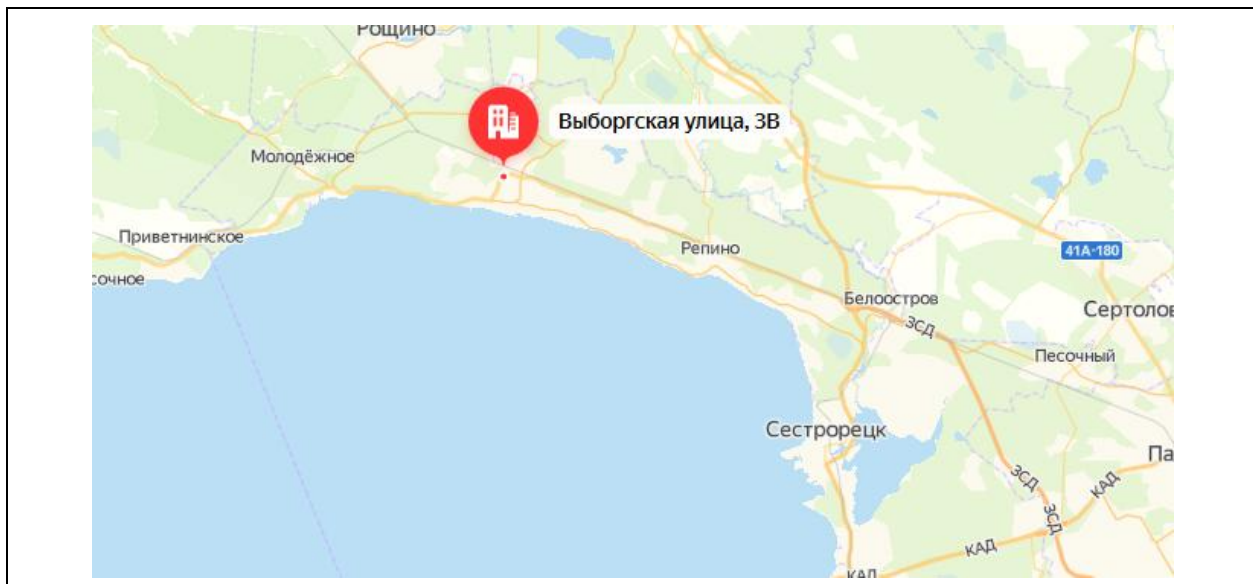 Рощино
Выборгская улица, 3В
Молодёжное
Приветнинское
сочное
Репино
41А-180
Белоостров
Сертолов
ЗСД
Песочный
Сестрорецк
Па
ЗСД
КАД
ЗСД
КАД
КАД